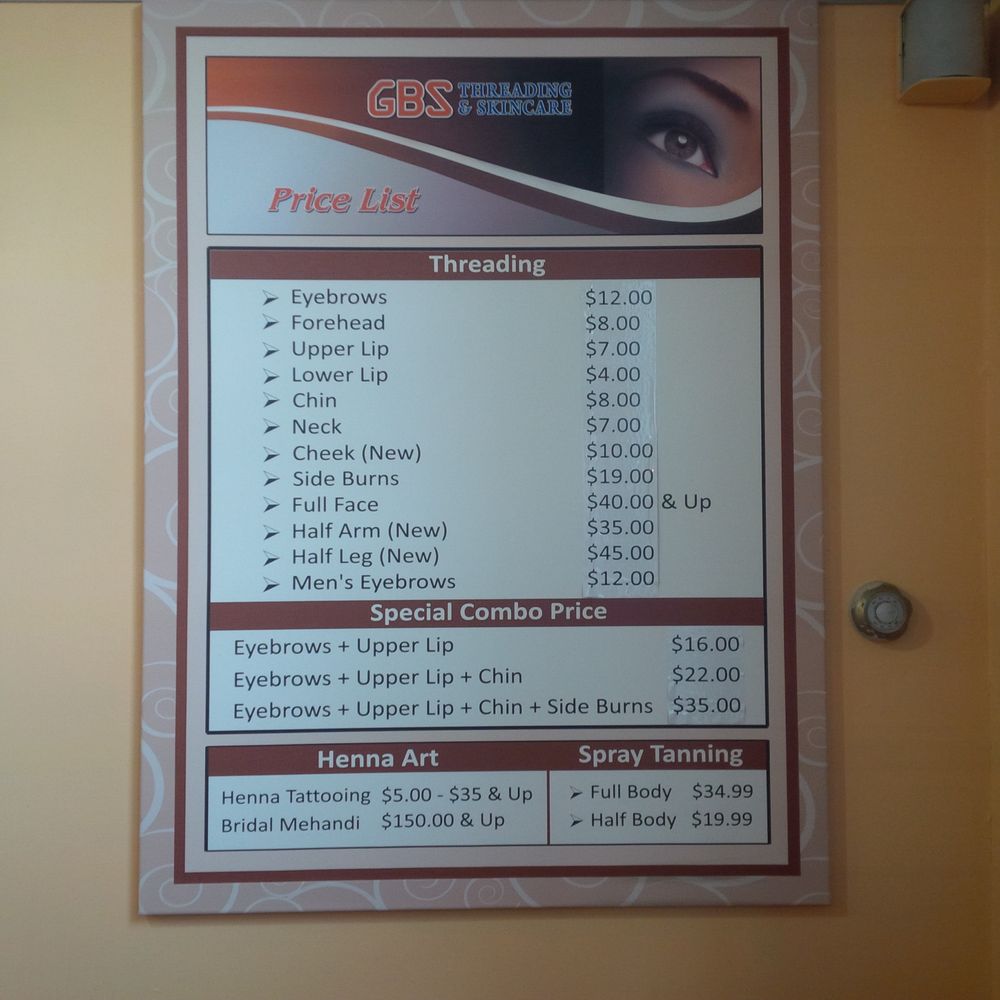 GBS THREADING
& SKINCARE
Price List
Threading
Eyebrows $12.00
Forehead $8.00
Upper Lip $7.00
Lower Lip $4.00
Chin $8.00
Neck $7.00
Cheek (New) $10.00
Side Burns $19.00
Full Face $40.00 & Up
Half Arm (New) $35.00
Half Leg (New) $45.00
Men's Eyebrows $12.00
Special Combo Price
Eyebrows + Upper Lip $16.00
Eyebrows + Upper Lip + Chin $22.00
Eyebrows + Upper Lip + Chin + Side Burns $35.00
Henna Art
Henna Tattooing $5.00 - $35 & Up
Bridal Mehandi $150.00 & Up
Spray Tanning
Full Body $34.99
Half Body $19.99